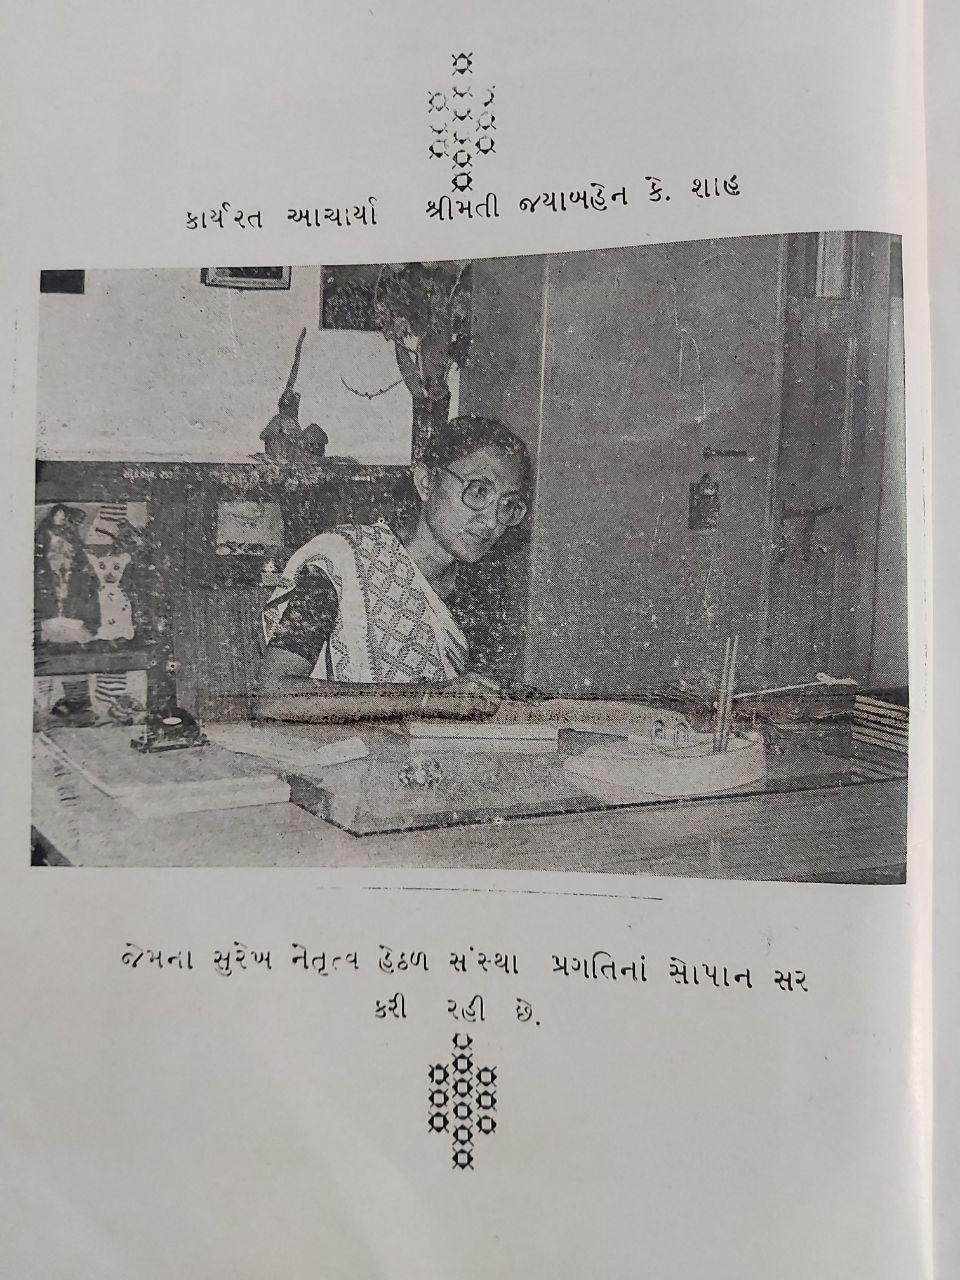 કાર્યરત આચાર્યા શ્રીમતી જયાબહેન કે. શાહ
જેમના સુરેખ નેતૃત્વ હેઠળ સંસ્થા પ્રગતિનાં સોપાન સર
કરી રહી છે.